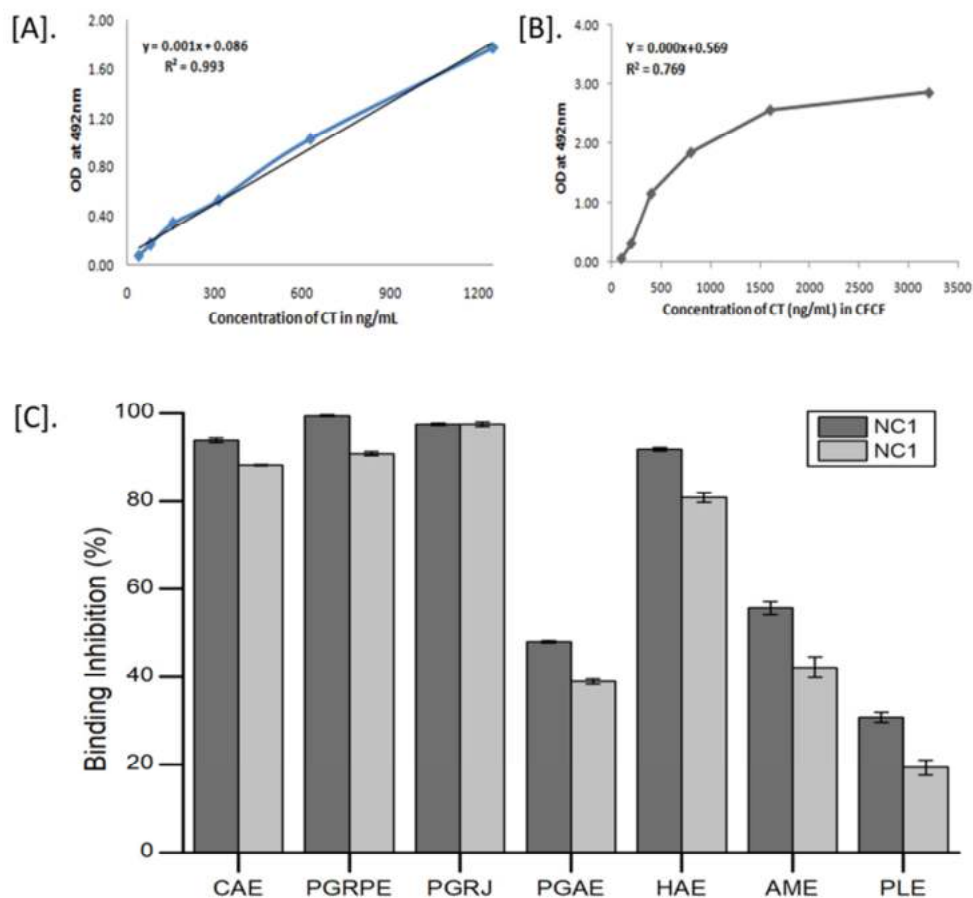 [A].
2.00
1.60
1.20
0.80
0.40
0.00
OD at 492nm
y = 0.001x + 0.086
R² = 0.993
0 300 600 900 1200
Concentration of CT in ng/mL
[B].
4.00
3.00
2.00
1.00
0.00
OD at 492nm
Y = 0.000x+0.569
R² = 0.769
0 500 1000 1500 2000 2500 3000 3500
Concentration of CT (ng/mL) in CFCF
[C].
100
80
60
40
20
0
Binding Inhibition (%)
NC1
NC1
CAE PGRPE PGRJ PGAE HAE AME PLE